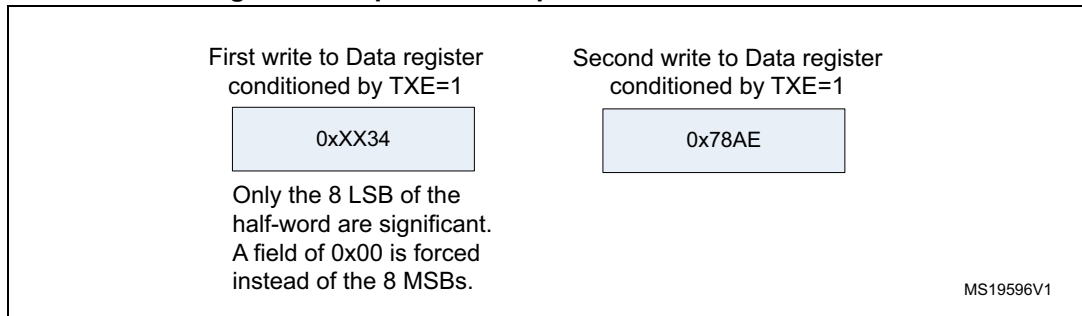 First write to Data register
conditioned by TXE=1
0xXX34
Only the 8 LSB of the
half-word are significant.
A field of 0x00 is forced
instead of the 8 MSBs.
Second write to Data register
conditioned by TXE=1
0x78AE
MS19596V1